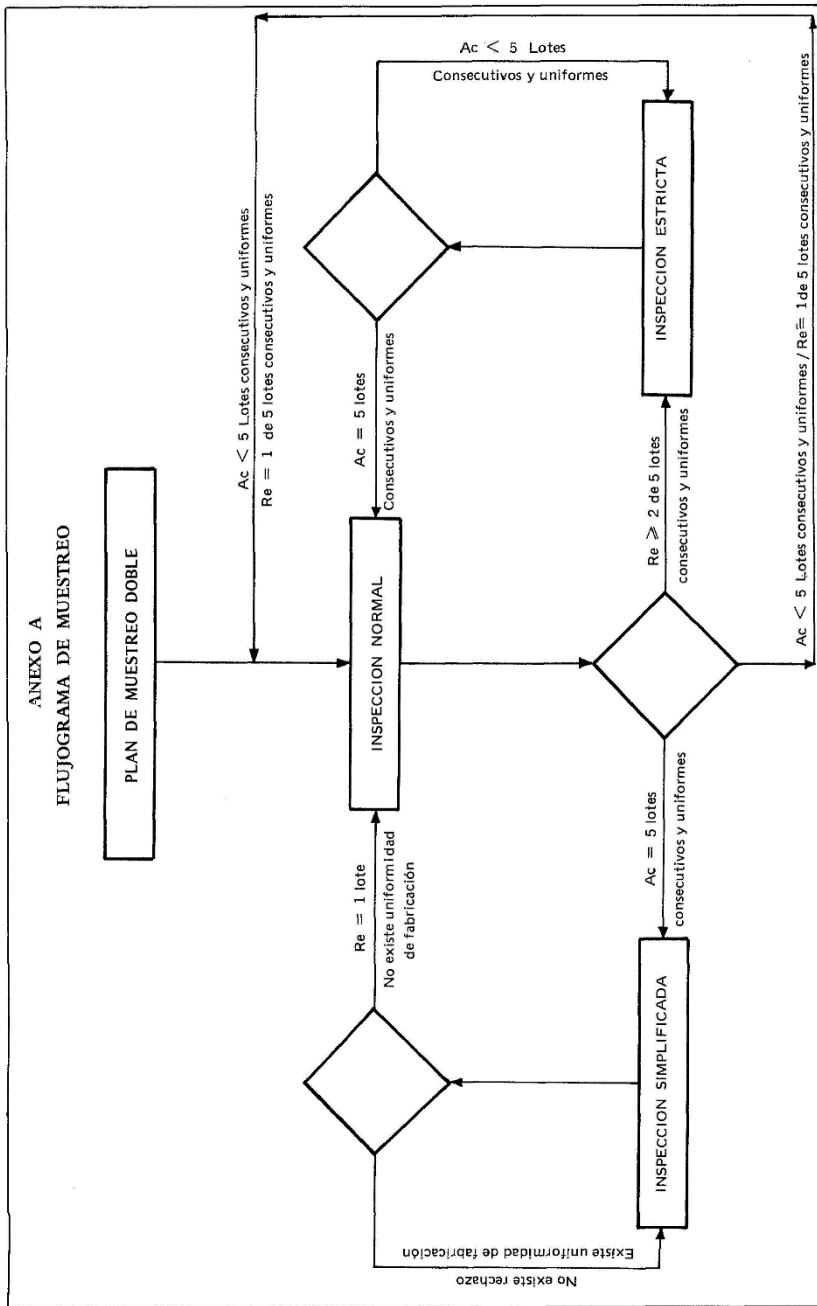 ANEXO A
FLUJOGRAMA DE MUESTREO
PLAN DE MUESTREO DOBLE
Ac < 5 Lotes consecutivos y uniformes
Re = 1 de 5 lotes consecutivos y uniformes
Re = 1 lote
No existe uniformidad
de fabricación
INSPECCION NORMAL
Ac = 5 lotes
Consecutivos y uniformes
Ac < 5 Lotes
Consecutivos y uniformes
No existe rechazo
Existe uniformidad de fabricación
INSPECCION SIMPLIFICADA
Ac = 5 lotes
consecutivos y uniformes
Re ⩾ 2 de 5 lotes
consecutivos y uniformes
INSPECCION ESTRICTA
Ac < 5 Lotes consecutivos y uniformes / Re = 1 de 5 lotes consecutivos y uniformes